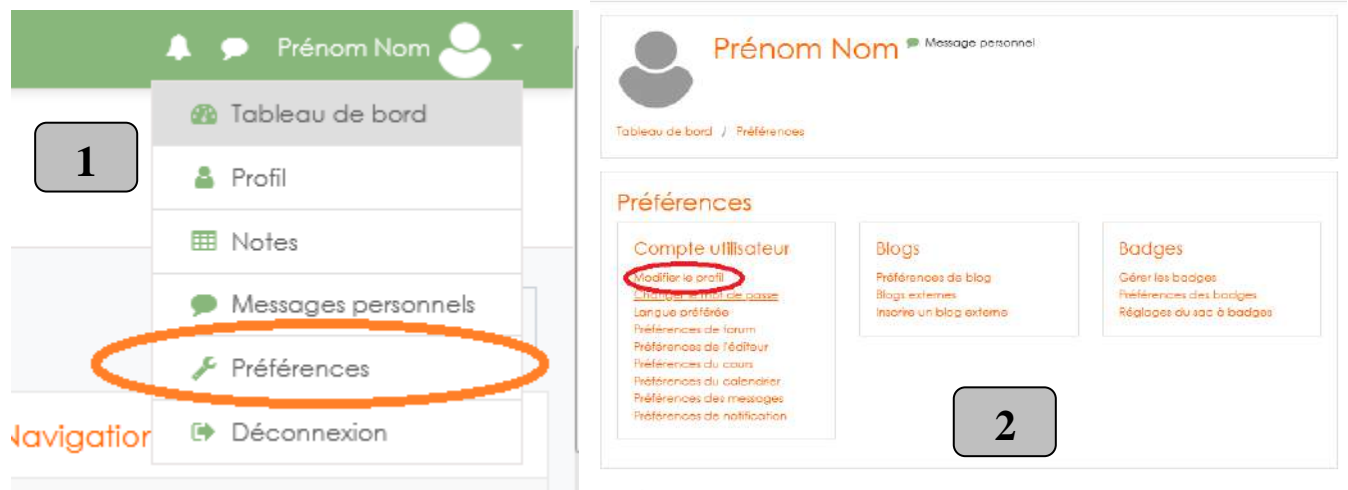 Prénom Nom
Tableau de bord
1
Profil
Notes
Messages personnels
Préférences
Navigation
Déconnexion
Prénom Nom Message personnel
Tableau de bord / Préférences
Préférences
Compte utilisateur
Modifier le profil
Changer le mot de passe
Langue préférée
Préférences de forum
Préférences de l'éditeur
Préférences du cours
Préférences du calendrier
Préférences des messages
Préférences de notification
Blogs
Préférences de blog
Blogs externes
Inscrire un blog externe
Badges
Gérer les badges
Préférences des badges
Réglages du sac à badges
2